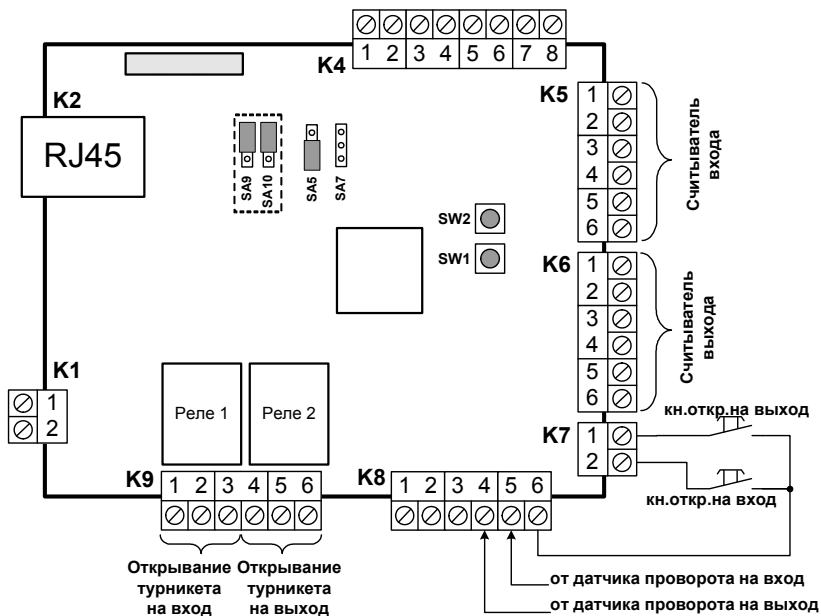 K4
1 2 3 4 5 6 7 8
K2
RJ45
SA9
SA10
SA5
SA7
SW2
SW1
K5
1
2
3
4
5
6
Считыватель
входа
K6
1
2
3
4
5
6
Считыватель
выхода
K1
1
2
Реле 1
Реле 2
K7
1
2
кн.откр.на выход
кн.откр.на вход
K9
1 2 3 4 5 6
K8
1 2 3 4 5 6
Открывание
турникета
на вход
Открывание
турникета
на выход
от датчика проворота на вход
от датчика проворота на выход